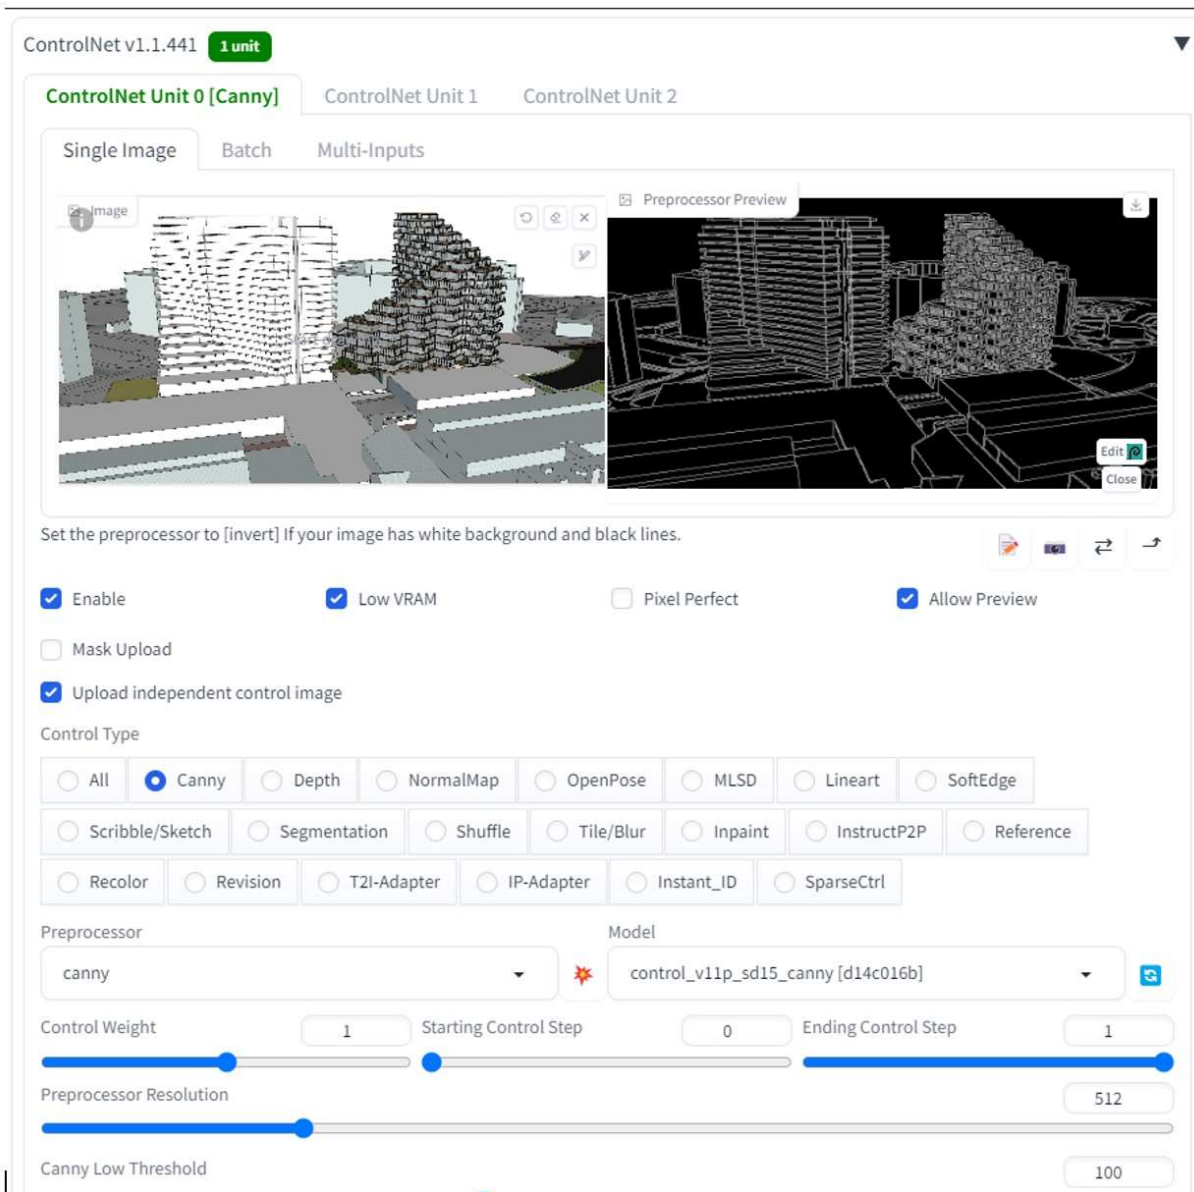 ControlNet v1.1.441 1 unit
ControlNet Unit 0 [Canny] ControlNet Unit 1 ControlNet Unit 2
Single Image Batch Multi-Inputs
Image Preprocessor Preview
Edit
Close
Set the preprocessor to [invert] If your image has white background and black lines.
Enable Low VRAM Pixel Perfect Allow Preview
Mask Upload
Upload independent control image
Control Type
All Canny Depth NormalMap OpenPose MLSD Lineart SoftEdge
Scribble/Sketch Segmentation Shuffle Tile/Blur Inpaint InstructP2P Reference
Recolor Revision T2I-Adapter IP-Adapter Instant_ID SparseCtrl
Preprocessor Model
canny control_v11p_sd15_canny [d14c016b]
Control Weight 1 Starting Control Step 0 Ending Control Step 1
Preprocessor Resolution 512
Canny Low Threshold 100